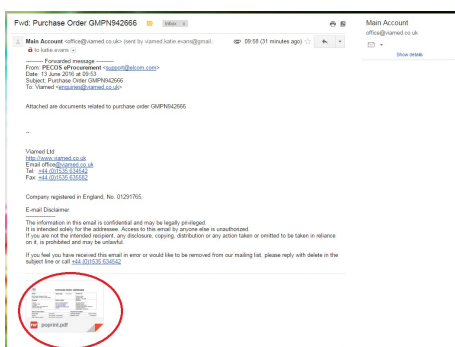 Fwd: Purchase Order GMPN942666
Inbox
Main Account <office@viamed.co.uk> (sent by viamed.katie.evans@gmail.
09:58 (31 minutes ago)
to katie.evans
---------- Forwarded message ----------
From: PECOS eProcurement <support@elcom.com>
Date: 13 June 2016 at 09:53
Subject: Purchase Order GMPN942666
To: Viamed <enquiries@viamed.co.uk>
Attached are documents related to purchase order GMPN942666
--
Viamed Ltd
http://www.viamed.co.uk
Email office@viamed.co.uk
Tel: +44 (0)1535 634542
Fax: +44 (0)1535 635582
Company registered in England, No. 01291765.
E-mail Disclaimer
----------------
The information in this email is confidential and may be legally privileged.
It is intended solely for the addressee. Access to this email by anyone else is unauthorized.
If you are not the intended recipient, any disclosure, copying, distribution or any action taken or omitted to be taken in reliance
on it, is prohibited and may be unlawful.
If you feel you have received this email in error or would like to be removed from our mailing list, please reply with delete in the
subject line or call +44 (0)1535 634542
PDF poprint.pdf
Main Account
office@viamed.co.uk
Show details